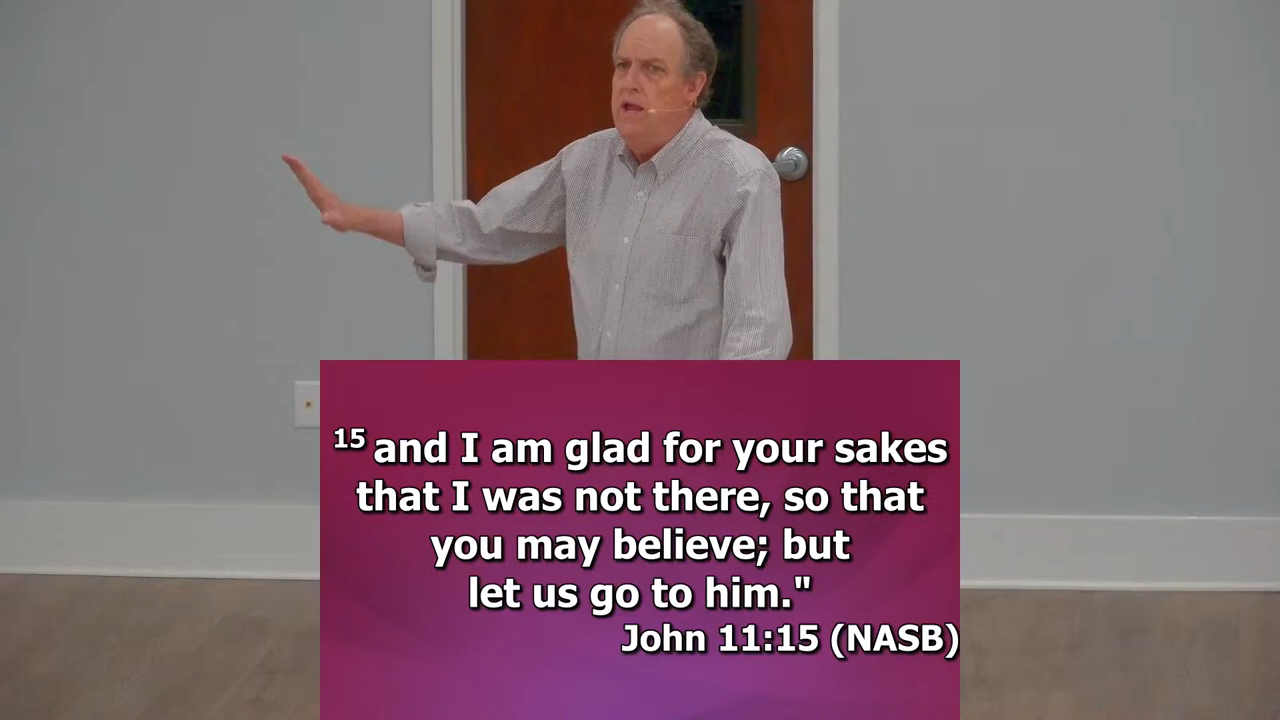 15 and I am glad for your sakes
that I was not there, so that
you may believe; but
let us go to him."
John 11:15 (NASB)